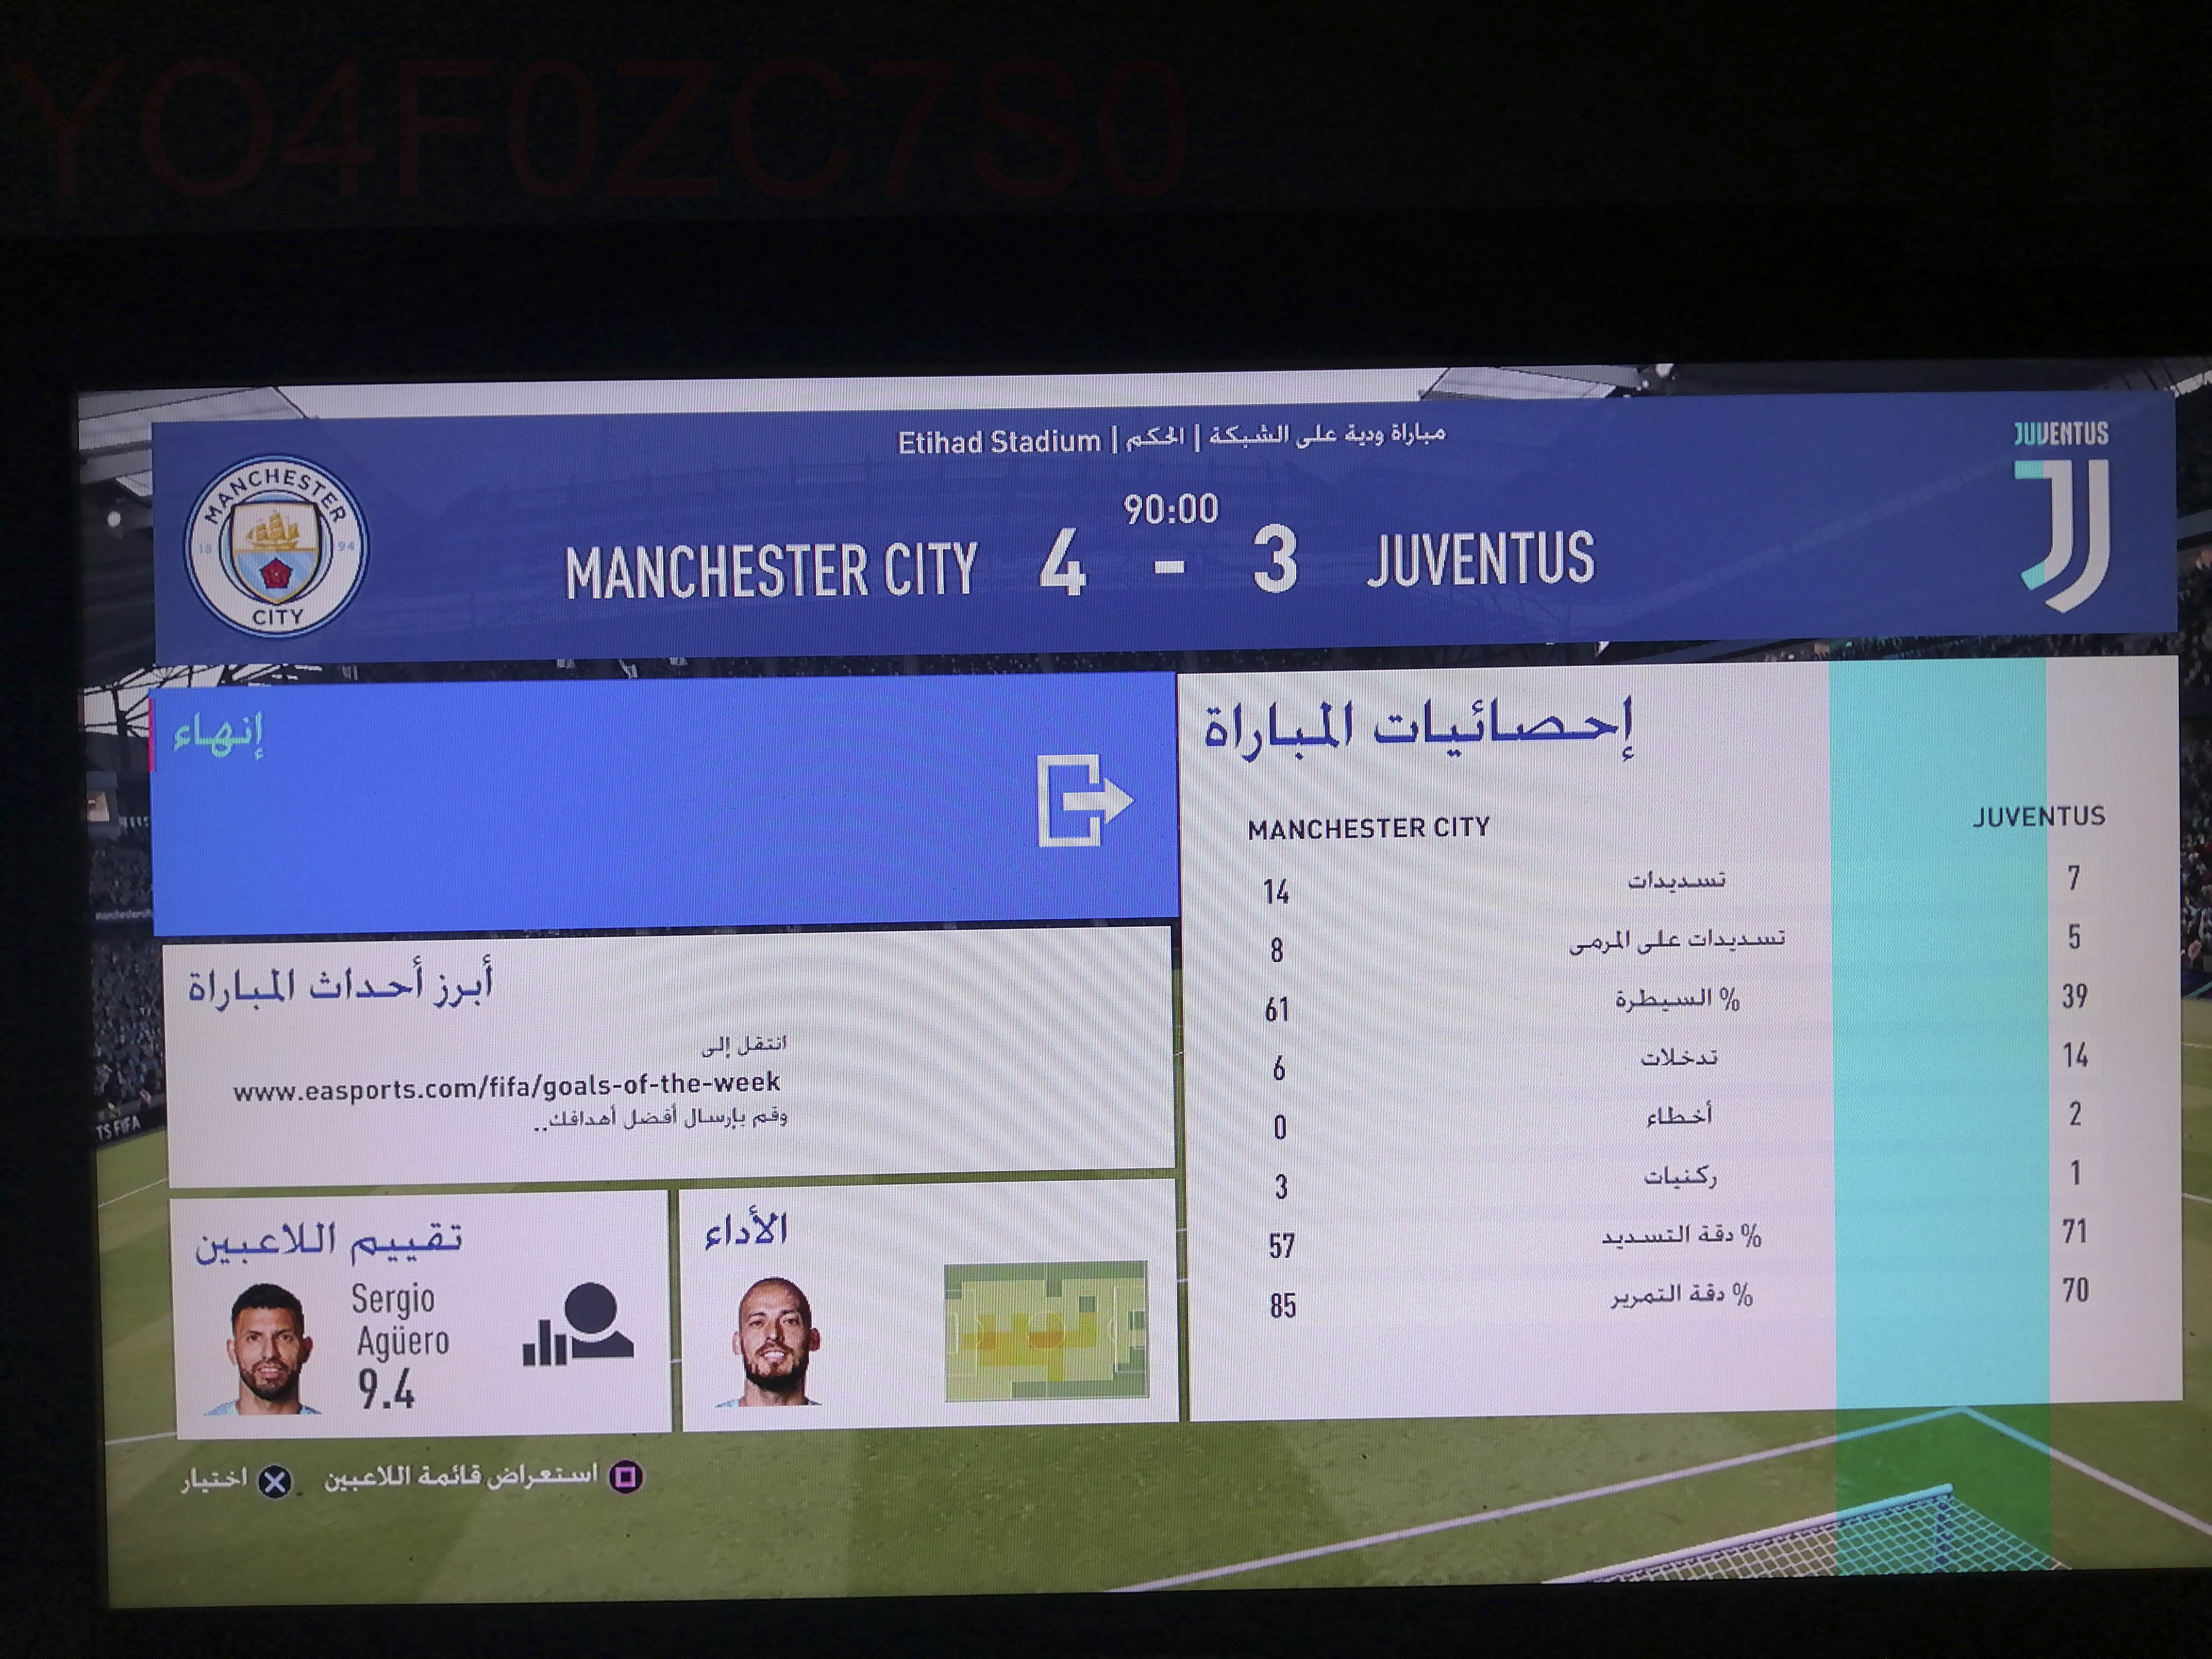 YO4F0ZC7S0
مباراة ودية على الشبكة | الحكم | Etihad Stadium
JUVENTUS
MANCHESTER
18 94
CITY
90:00
MANCHESTER CITY 4 - 3 JUVENTUS
إنهاء
إحصائيات المباراة
MANCHESTER CITY JUVENTUS
14 تسديدات 7
8 تسديدات على المرمى 5
61 % السيطرة 39
6 تدخلات 14
0 أخطاء 2
3 ركنيات 1
57 % دقة التسديد 71
85 % دقة التمرير 70
أبرز أحداث المباراة
انتقل إلى
www.easports.com/fifa/goals-of-the-week
وقم بإرسال أفضل أهدافك..
TS FIFA
تقييم اللاعبين
Sergio
Agüero
9.4
الأداء
اختيار استعراض قائمة اللاعبين